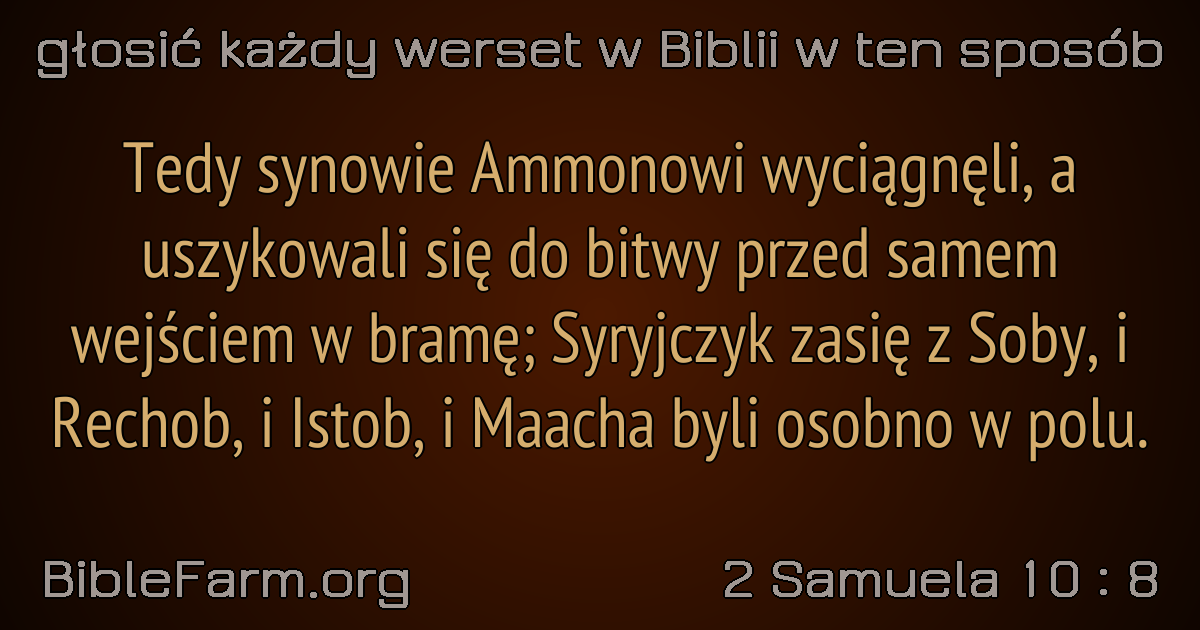 głosić każdy werset w Biblii w ten sposób
Tedy synowie Ammonowi wyciągnęli, a
uszykowali się do bitwy przed samem
wejściem w bramę; Syryjczyk zasię z Soby, i
Rechob, i Istob, i Maacha byli osobno w polu.
BibleFarm.org
2 Samuela 10 : 8